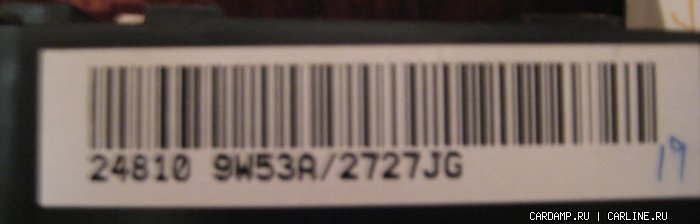 24810 9W53A/2727JG
19
CARDAMP.RU | CARLINE.RU